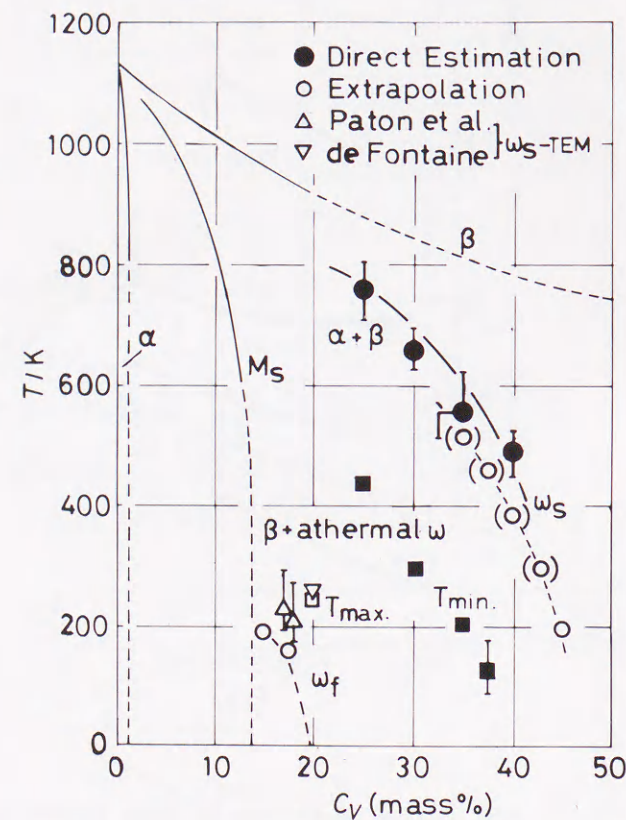 1200
1000
800
600
400
200
0
T/K
● Direct Estimation
○ Extrapolation
△ Paton et al.
▽ de Fontaine
}ωs-TEM
β
α
α+β
Ms
ωs
β+athermal ω
Tmax.
Tmin.
ωf
0 10 20 30 40 50
Cv (mass%)